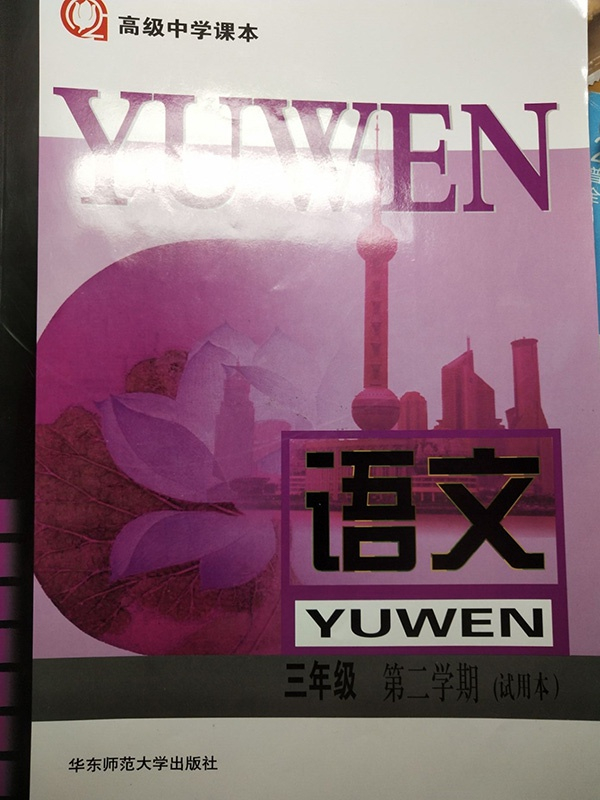 高级中学课本
YUWEN
语文
YUWEN
三年级 第二学期(试用本)
华东师范大学出版社